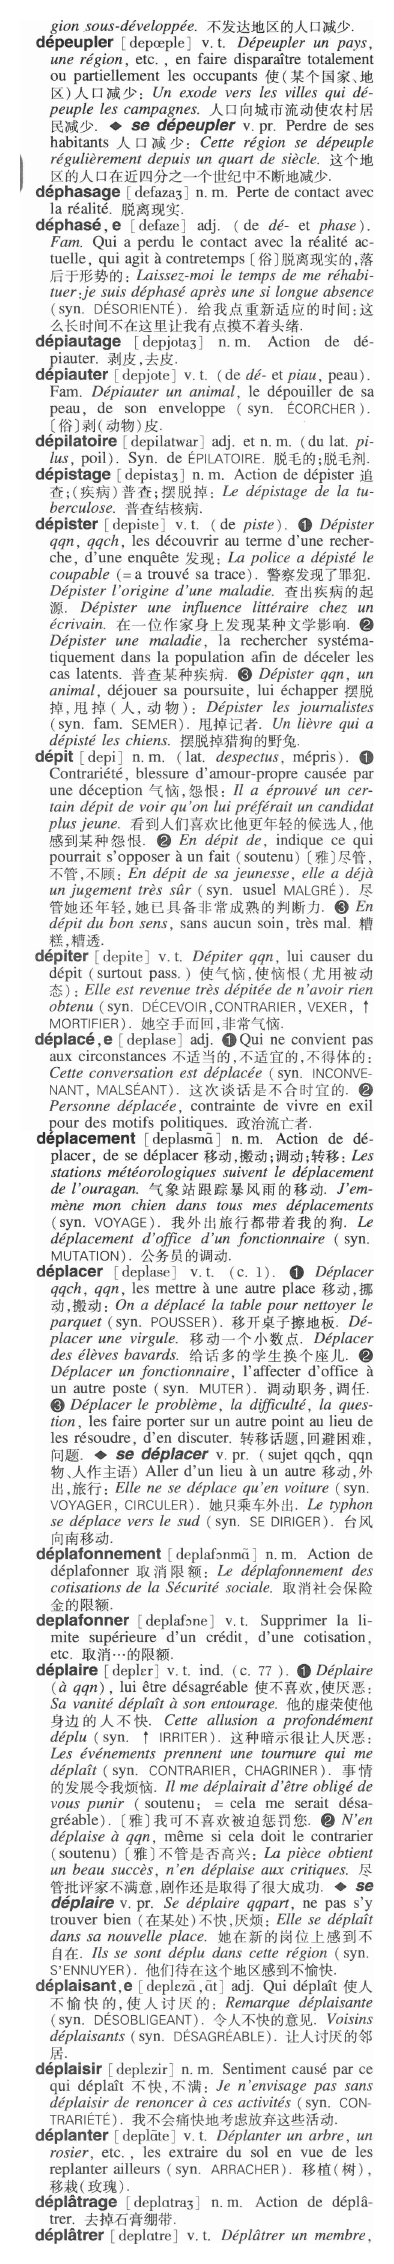 gion sous-développée. 不发达地区的人口减少.
dépeupler [depœple] v. t. Dépeupler un pays,
une région, etc. , en faire disparaître totalement
ou partiellement les occupants 使(某个国家、地
区)人口减少: Un exode vers les villes qui dé-
peuple les campagnes. 人口向城市流动使农村居
民减少. ◆ se dépeupler v. pr. Perdre de ses
habitants 人口减少: Cette région se dépeuple
régulièrement depuis un quart de siècle. 这个地
区的人口在近四分之一个世纪中不断地减少.
déphasage [defazaʒ] n. m. Perte de contact avec
la réalité. 脱离现实.
déphasé, e [defaze] adj. (de dé- et phase).
Fam. Qui a perdu le contact avec la réalité ac-
tuelle, qui agit à contretemps [俗]脱离现实的,落
后于形势的: Laissez-moi le temps de me réhabi-
tuer:je suis déphasé après une si longue absence
(syn. DÉSORIENTÉ). 给我点重新适应的时间:这
么长时间不在这里让我有点摸不着头绪.
dépiautage [depjotaʒ] n. m. Action de dé-
piauter. 剥皮,去皮.
dépiauter [depjote] v. t. (de dé- et piau, peau).
Fam. Dépiauter un animal, le dépouiller de sa
peau, de son enveloppe (syn. ÉCORCHER).
[俗]剥(动物)皮.
dépilatoire [depilatwar] adj. et n. m. (du lat. pi-
lus, poil). Syn. de ÉPILATOIRE. 脱毛的;脱毛剂.
dépistage [depistaʒ] n. m. Action de dépister 追
查;(疾病)普查;摆脱掉: Le dépistage de la tu-
berculose. 普查结核病.
dépister [depiste] v. t. (de piste). ❶ Dépister
qqn, qqch, les découvrir au terme d'une recher-
che, d'une enquête 发现: La police a dépisté le
coupable (= a trouvé sa trace). 警察发现了罪犯.
Dépister l'origine d'une maladie. 查出疾病的起
源. Dépister une influence littéraire chez un
écrivain. 在一位作家身上发现某种文学影响. ❷
Dépister une maladie, la rechercher systéma-
tiquement dans la population afin de déceler les
cas latents. 普查某种疾病. ❸ Dépister qqn, un
animal, déjouer sa poursuite, lui échapper 摆脱
掉,甩掉(人,动物): Dépister les journalistes
(syn. fam. SEMER). 甩掉记者. Un lièvre qui a
dépisté les chiens. 摆脱掉猎狗的野兔.
dépit [depi] n. m. (lat. despectus, mépris). ❶
Contrariété, blessure d'amour-propre causée par
une déception 气恼,怨恨: Il a éprouvé un cer-
tain dépit de voir qu'on lui préférait un candidat
plus jeune. 看到人们喜欢比他更年轻的候选人,他
感到某种怨恨. ❷ En dépit de, indique ce qui
pourrait s'opposer à un fait (soutenu) [雅]尽管,
不管,不顾: En dépit de sa jeunesse, elle a déjà
un jugement très sûr (syn. usuel MALGRÉ). 尽
管她还年轻,她已具备非常成熟的判断力. ❸ En
dépit du bon sens, sans aucun soin, très mal. 糟
糕,糟透.
dépiter [depite] v. t. Dépiter qqn, lui causer du
dépit (surtout pass.) 使气恼,使恼恨(尤用被动
态): Elle est revenue très dépitée de n'avoir rien
obtenu (syn. DÉCEVOIR,CONTRARIER, VEXER, ↑
MORTIFIER). 她空手而回,非常气恼.
déplacé,e [deplase] adj. ❶ Qui ne convient pas
aux circonstances 不适当的,不适宜的,不得体的:
Cette conversation est déplacée (syn. INCONVE-
NANT, MALSÉANT). 这次谈话是不合时宜的. ❷
Personne déplacée, contrainte de vivre en exil
pour des motifs politiques. 政治流亡者.
déplacement [deplasmɑ̃] n. m. Action de dé-
placer, de se déplacer 移动,搬动;调动;转移: Les
stations météorologiques suivent le déplacement
de l'ouragan. 气象站跟踪暴风雨的移动. J'em-
mène mon chien dans tous mes déplacements
(syn. VOYAGE). 我外出旅行都带着我的狗. Le
déplacement d'office d'un fonctionnaire (syn.
MUTATION). 公务员的调动.
déplacer [deplase] v. t. (c. 1). ❶ Déplacer
qqch, qqn, les mettre à une autre place 移动,挪
动,搬动: On a déplacé la table pour nettoyer le
parquet (syn. POUSSER). 移开桌子擦地板. Dé-
placer une virgule. 移动一个小数点. Déplacer
des élèves bavards. 给话多的学生换个座儿. ❷
Déplacer un fonctionnaire, l'affecter d'office à
un autre poste (syn. MUTER). 调动职务,调任.
❸ Déplacer le problème, la difficulté, la ques-
tion, les faire porter sur un autre point au lieu de
les résoudre, d'en discuter. 转移话题,回避困难,
问题. ◆ se déplacer v. pr. (sujet qqch, qqn
物、人作主语) Aller d'un lieu à un autre 移动,外
出,旅行: Elle ne se déplace qu'en voiture (syn.
VOYAGER, CIRCULER). 她只乘车外出. Le typhon
se déplace vers le sud (syn. SE DIRIGER). 台风
向南移动.
déplafonnement [deplafɔnmɑ̃] n. m. Action de
déplafonner 取消限额: Le déplafonnement des
cotisations de la Sécurité sociale. 取消社会保险
金的限额.
deplafonner [deplafɔne] v. t. Supprimer la li-
mite supérieure d'un crédit, d'une cotisation,
etc. 取消…的限额.
déplaire [deplɛr] v. t. ind. (c. 77). ❶ Déplaire
(à qqn), lui être désagréable 使不喜欢,使厌恶:
Sa vanité déplaît à son entourage. 他的虚荣使他
身边的人不快. Cette allusion a profondément
déplu (syn. ↑ IRRITER). 这种暗示很让人厌恶:
Les événements prennent une tournure qui me
déplaît (syn. CONTRARIER, CHAGRINER). 事情
的发展令我烦恼. Il me déplairait d'être obligé de
vous punir (soutenu; = cela me serait désa-
gréable). [雅]我可不喜欢被迫惩罚您. ❷ N'en
déplaise à qqn, même si cela doit le contrarier
(soutenu) [雅]不管是否高兴: La pièce obtient
un beau succès, n'en déplaise aux critiques. 尽
管批评家不满意,剧作还是取得了很大成功. ◆ se
déplaire v. pr. Se déplaire qqpart, ne pas s'y
trouver bien (在某处)不快,厌烦: Elle se déplaît
dans sa nouvelle place. 她在新的岗位上感到不
自在. Ils se sont déplu dans cette région (syn.
S'ENNUYER). 他们待在这个地区感到不愉快.
déplaisant,e [deplɛzɑ̃,ɑ̃t] adj. Qui déplaît 使人
不愉快的,使人讨厌的: Remarque déplaisante
(syn. DÉSOBLIGEANT). 令人不快的意见. Voisins
déplaisants (syn. DÉSAGRÉABLE). 让人讨厌的邻
居.
déplaisir [deplɛzir] n. m. Sentiment causé par ce
qui déplaît 不快,不满: Je n'envisage pas sans
déplaisir de renoncer à ces activités (syn. CON-
TRARIÉTÉ). 我不会痛快地考虑放弃这些活动.
déplanter [deplɑ̃te] v. t. Déplanter un arbre, un
rosier, etc. , les extraire du sol en vue de les
replanter ailleurs (syn. ARRACHER). 移植(树),
移栽(玫瑰).
déplâtrage [deplɑtraʒ] n. m. Action de déplâ-
trer. 去掉石膏绷带.
déplâtrer [deplɑtre] v. t. Déplâtrer un membre,